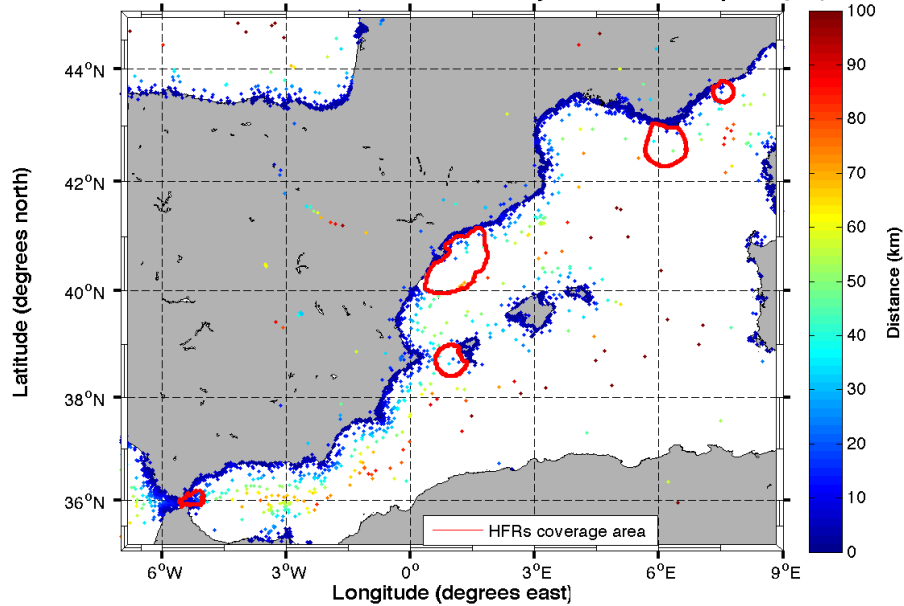 100
90
80
70
60
50
40
30
20
10
0
Distance (km)
44°N
42°N
40°N
38°N
36°N
Latitude (degrees north)
HFRs coverage area
6°W
3°W
0°
3°E
6°E
9°E
Longitude (degrees east)